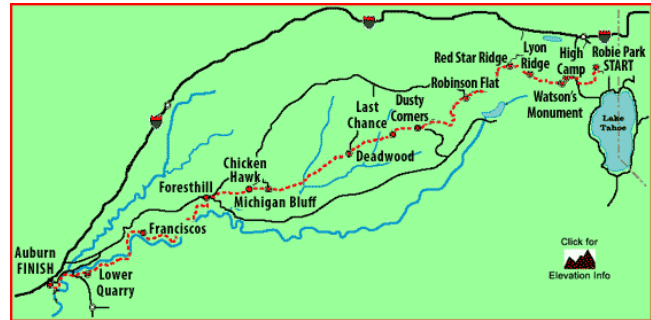 Lyon
Ridge
High
Camp
Robie Park
START
Red Star Ridge
Robinson Flat
Watson's
Monument
Lake
Tahoe
Last
Chance
Dusty
Corners
Deadwood
Chicken
Hawk
Michigan Bluff
Foresthill
Franciscos
Auburn
FINISH
Lower
Quarry
Click for
Elevation Info